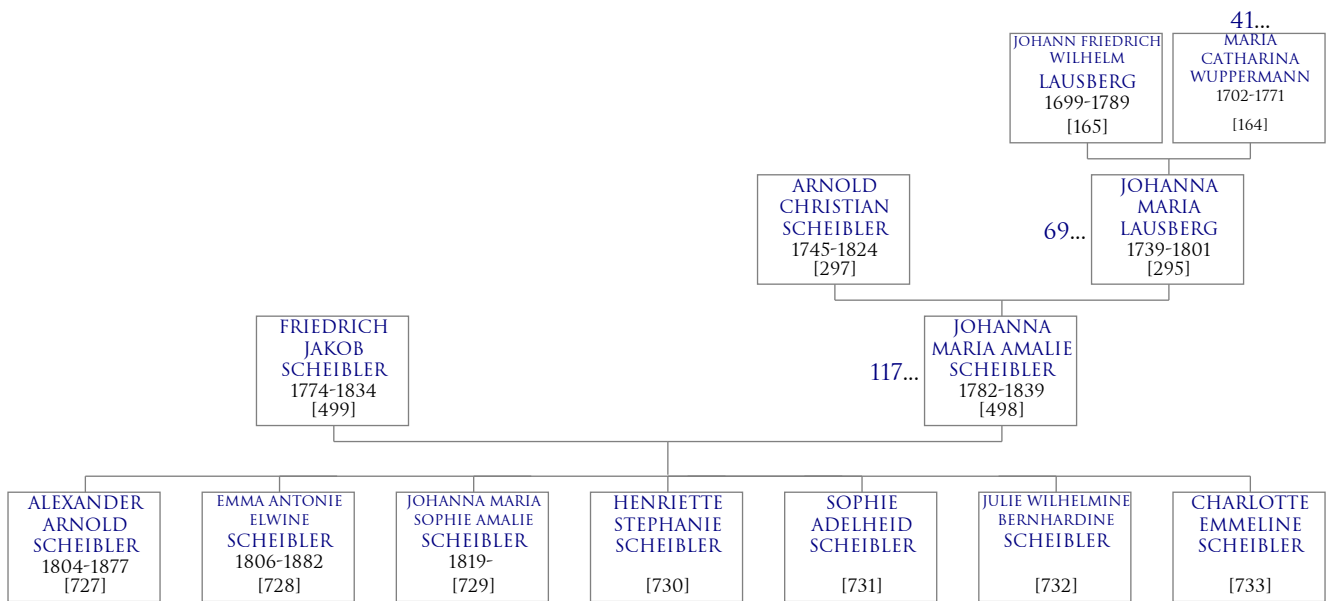 41...
JOHANN FRIEDRICH
WILHELM
LAUSBERG
1699-1789
[165]
MARIA
CATHARINA
WUPPERMANN
1702-1771
[164]
ARNOLD
CHRISTIAN
SCHEIBLER
1745-1824
[297]
69...
JOHANNA
MARIA
LAUSBERG
1739-1801
[295]
FRIEDRICH
JAKOB
SCHEIBLER
1774-1834
[499]
117...
JOHANNA
MARIA AMALIE
SCHEIBLER
1782-1839
[498]
ALEXANDER
ARNOLD
SCHEIBLER
1804-1877
[727]
EMMA ANTONIE
ELWINE
SCHEIBLER
1806-1882
[728]
JOHANNA MARIA
SOPHIE AMALIE
SCHEIBLER
1819-
[729]
HENRIETTE
STEPHANIE
SCHEIBLER
[730]
SOPHIE
ADELHEID
SCHEIBLER
[731]
JULIE WILHELMINE
BERNHARDINE
SCHEIBLER
[732]
CHARLOTTE
EMMELINE
SCHEIBLER
[733]